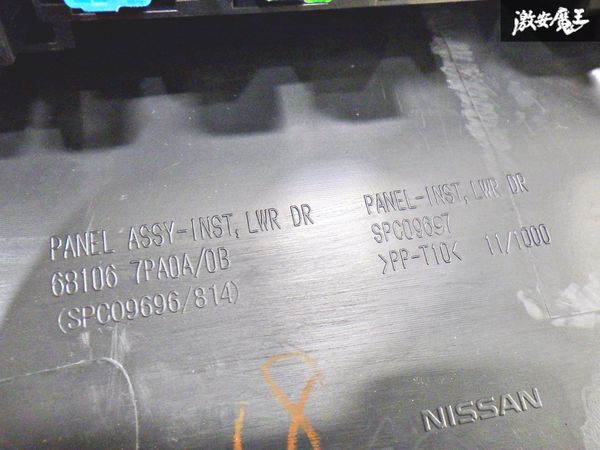 激安魔王
PANEL ASSY-INST, LWR DR
68106 7PA0A/0B
(SPC09696/814)
PANEL-INST, LWR DR
SPC09697
>PP-T10< 11/1000
8
NISSAN